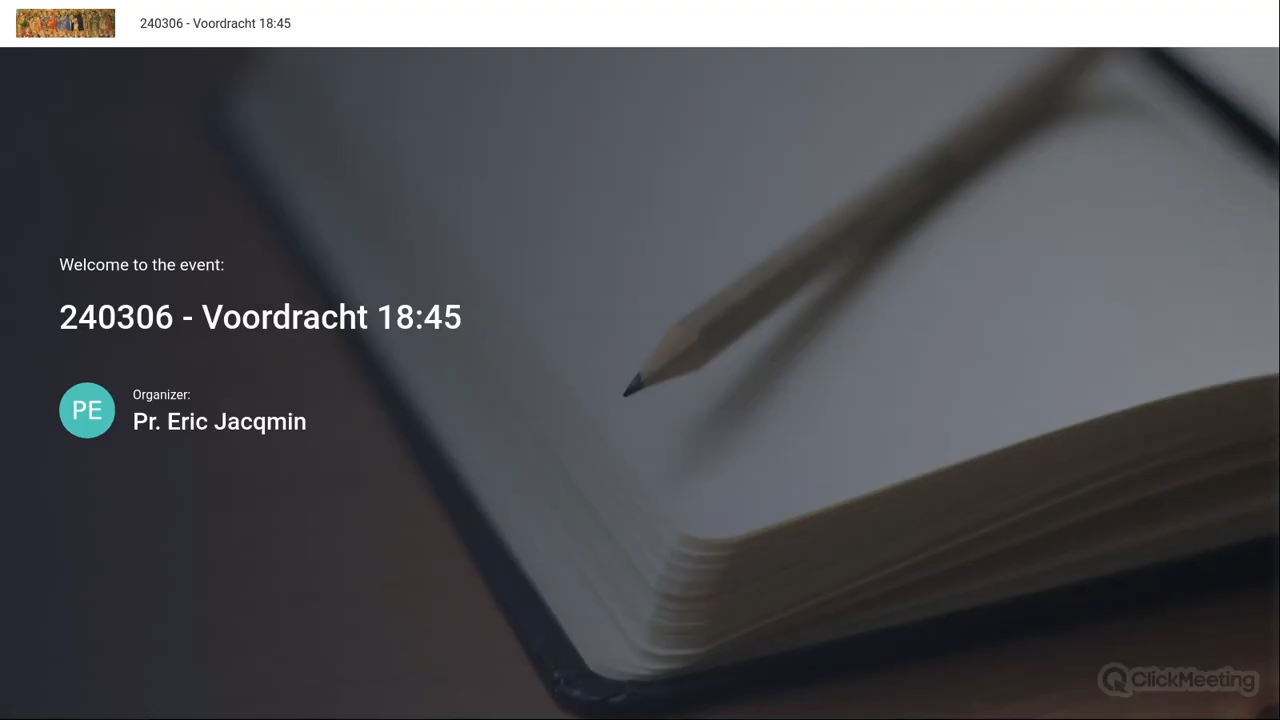 240306 - Voordracht 18:45
Welcome to the event:
240306 - Voordracht 18:45
PE
Organizer:
Pr. Eric Jacqmin
ClickMeeting